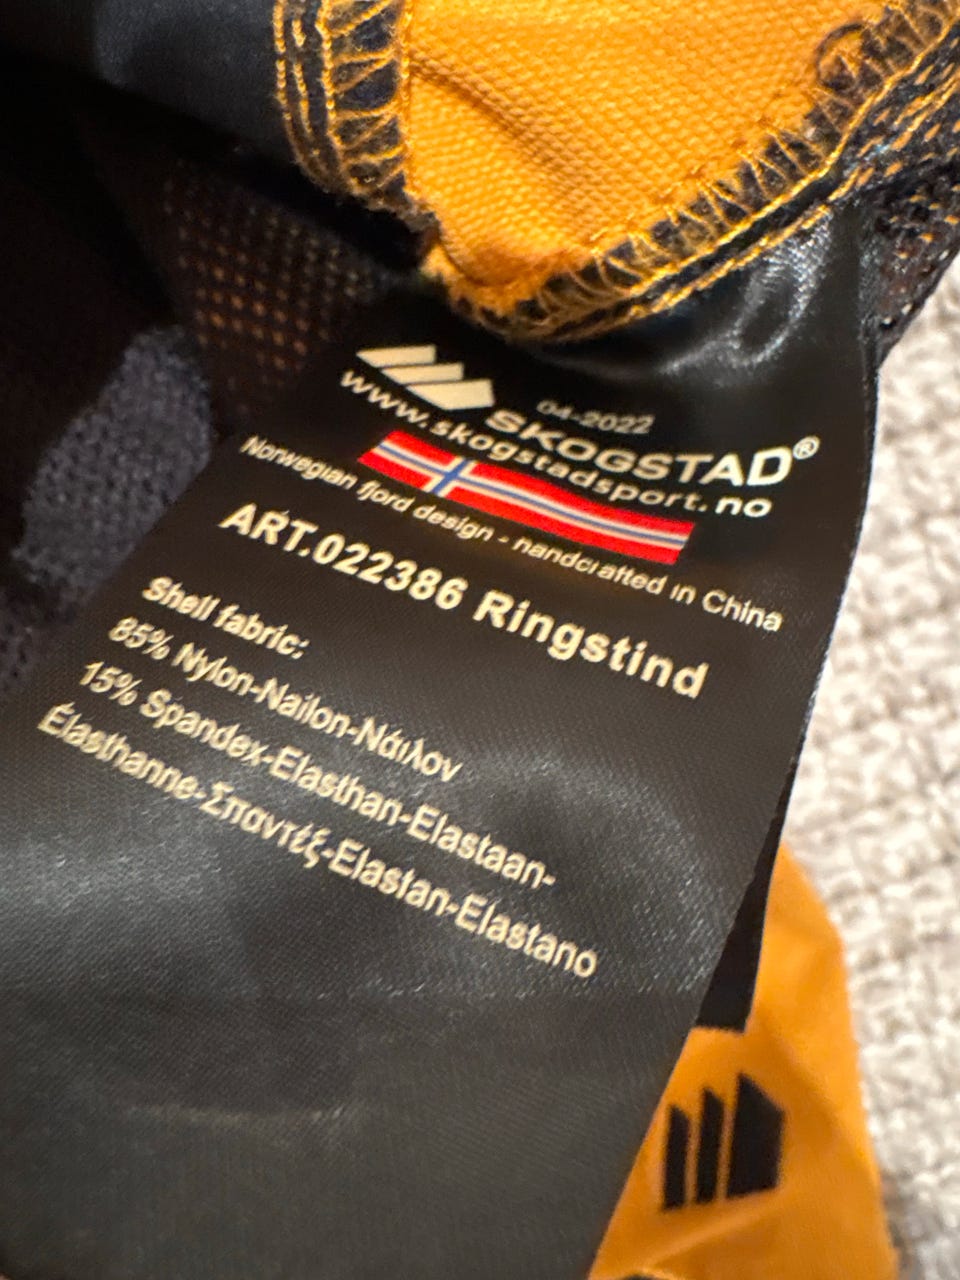 04-2022
SKOGSTAD®
www.skogstadsport.no
Norwegian fjord design - handcrafted in China
ART.022386 Ringstind
Shell fabric:
85% Nylon-Nailon-Νάιλον
15% Spandex-Elasthan-Elastaan-
Élasthanne-Σπαντέξ-Elastan-Elastano